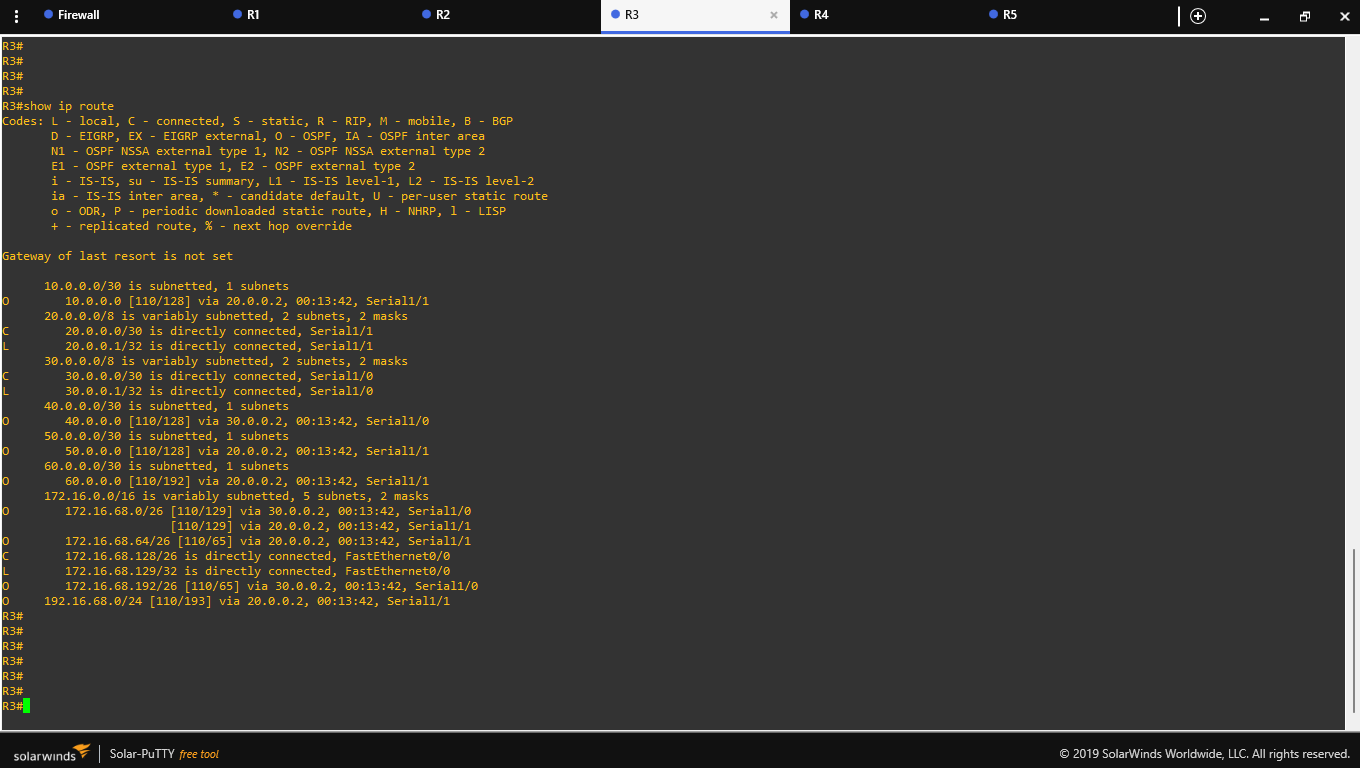 Firewall R1 R2 R3 × R4 R5
R3#
R3#
R3#
R3#
R3#show ip route
Codes: L - local, C - connected, S - static, R - RIP, M - mobile, B - BGP
       D - EIGRP, EX - EIGRP external, O - OSPF, IA - OSPF inter area
       N1 - OSPF NSSA external type 1, N2 - OSPF NSSA external type 2
       E1 - OSPF external type 1, E2 - OSPF external type 2
       i - IS-IS, su - IS-IS summary, L1 - IS-IS level-1, L2 - IS-IS level-2
       ia - IS-IS inter area, * - candidate default, U - per-user static route
       o - ODR, P - periodic downloaded static route, H - NHRP, l - LISP
       + - replicated route, % - next hop override
Gateway of last resort is not set
      10.0.0.0/30 is subnetted, 1 subnets
O        10.0.0.0 [110/128] via 20.0.0.2, 00:13:42, Serial1/1
      20.0.0.0/8 is variably subnetted, 2 subnets, 2 masks
C        20.0.0.0/30 is directly connected, Serial1/1
L        20.0.0.1/32 is directly connected, Serial1/1
      30.0.0.0/8 is variably subnetted, 2 subnets, 2 masks
C        30.0.0.0/30 is directly connected, Serial1/0
L        30.0.0.1/32 is directly connected, Serial1/0
      40.0.0.0/30 is subnetted, 1 subnets
O        40.0.0.0 [110/128] via 30.0.0.2, 00:13:42, Serial1/0
      50.0.0.0/30 is subnetted, 1 subnets
O        50.0.0.0 [110/128] via 20.0.0.2, 00:13:42, Serial1/1
      60.0.0.0/30 is subnetted, 1 subnets
O        60.0.0.0 [110/192] via 20.0.0.2, 00:13:42, Serial1/1
      172.16.0.0/16 is variably subnetted, 5 subnets, 2 masks
O        172.16.68.0/26 [110/129] via 30.0.0.2, 00:13:42, Serial1/0
                        [110/129] via 20.0.0.2, 00:13:42, Serial1/1
O        172.16.68.64/26 [110/65] via 20.0.0.2, 00:13:42, Serial1/1
C        172.16.68.128/26 is directly connected, FastEthernet0/0
L        172.16.68.129/32 is directly connected, FastEthernet0/0
O        172.16.68.192/26 [110/65] via 30.0.0.2, 00:13:42, Serial1/0
O     192.168.68.0/24 [110/193] via 20.0.0.2, 00:13:42, Serial1/1
R3#
R3#
R3#
R3#
R3#
R3#
R3#
solarwinds Solar-PuTTY free tool © 2019 SolarWinds Worldwide, LLC. All rights reserved.